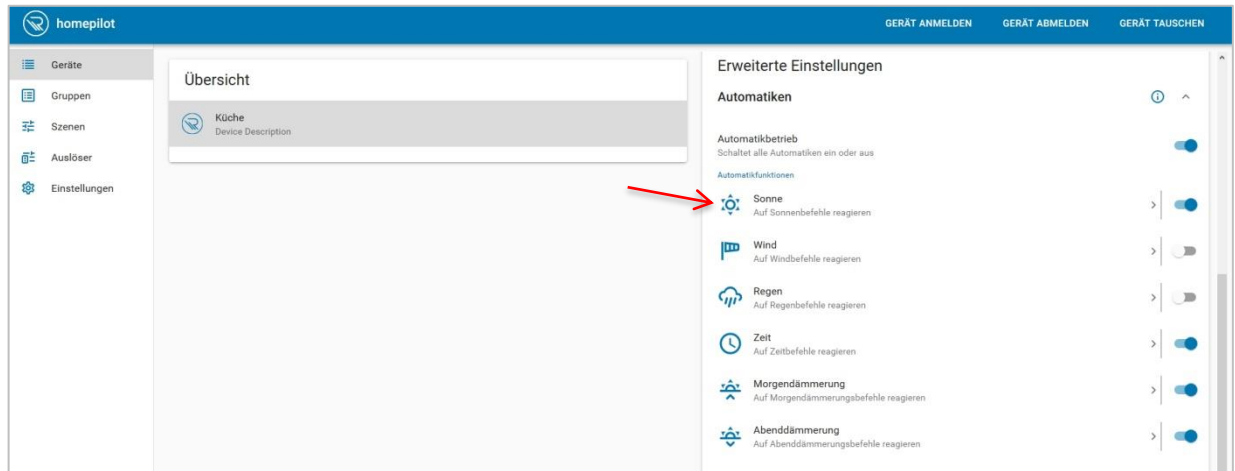 homepilot
GERÄT ANMELDEN
GERÄT ABMELDEN
GERÄT TAUSCHEN
Geräte
Gruppen
Szenen
Auslöser
Einstellungen
Übersicht
Küche
Device Description
Erweiterte Einstellungen
Automatiken
Automatikbetrieb
Schaltet alle Automatiken ein oder aus
Automatikfunktionen
Sonne
Auf Sonnenbefehle reagieren
Wind
Auf Windbefehle reagieren
Regen
Auf Regenbefehle reagieren
Zeit
Auf Zeitbefehle reagieren
Morgendämmerung
Auf Morgendämmerungsbefehle reagieren
Abenddämmerung
Auf Abenddämmerungsbefehle reagieren